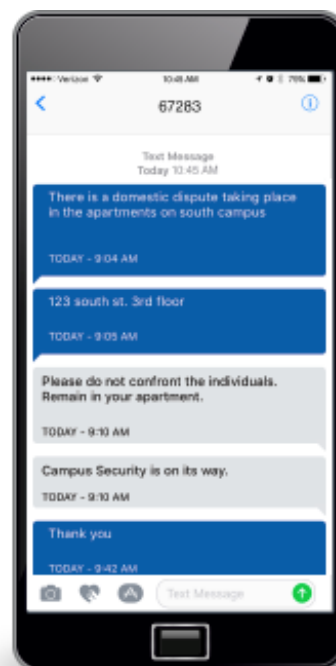 Verizon 10:45 AM 79%
67283
Text Message
Today 10:45 AM
There is a domestic dispute taking place
in the apartments on south campus
TODAY - 9:04 AM
123 south st. 3rd floor
TODAY - 9:05 AM
Please do not confront the individuals.
Remain in your apartment.
TODAY - 9:10 AM
Campus Security is on its way.
TODAY - 9:10 AM
Thank you
TODAY - 9:42 AM
Text Message